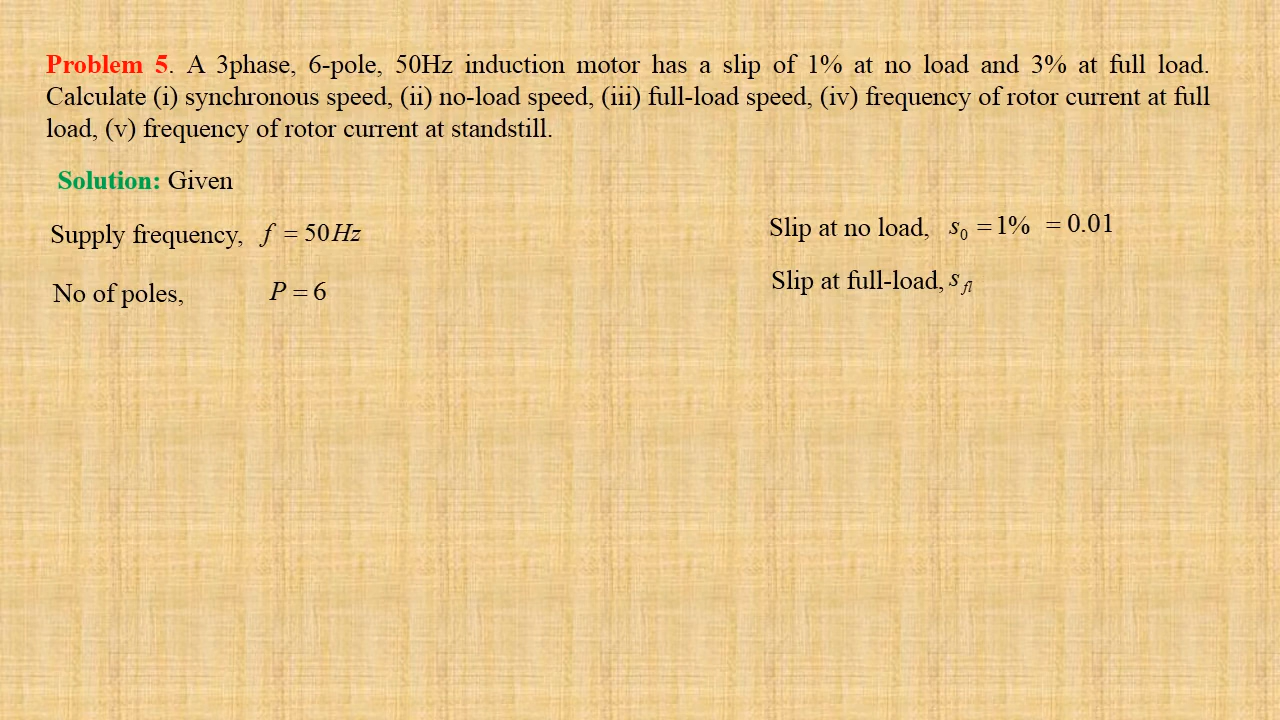 Problem 5. A 3phase, 6-pole, 50Hz induction motor has a slip of 1% at no load and 3% at full load.
Calculate (i) synchronous speed, (ii) no-load speed, (iii) full-load speed, (iv) frequency of rotor current at full
load, (v) frequency of rotor current at standstill.
Solution: Given
Supply frequency, f = 50Hz
No of poles, P = 6
Slip at no load, s₀ = 1% = 0.01
Slip at full-load, s_fl